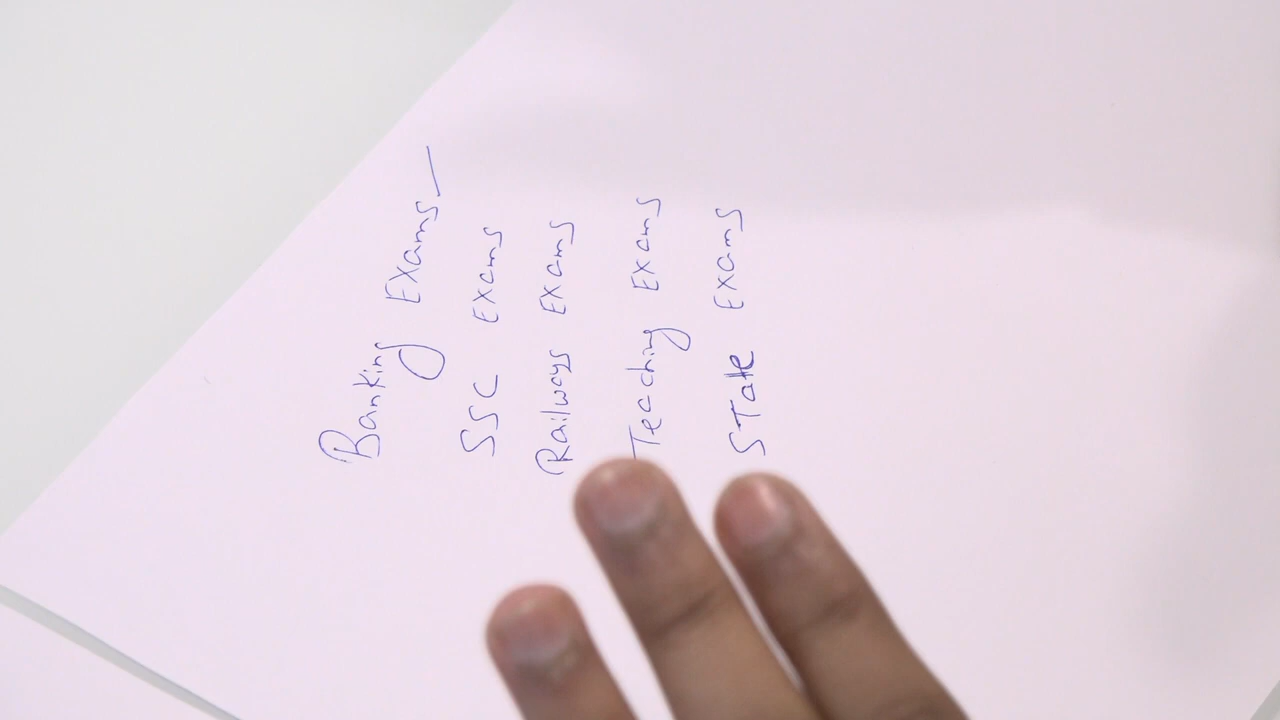 Banking Exams –
SSC Exams
Railways Exams
Teaching Exams
State Exams